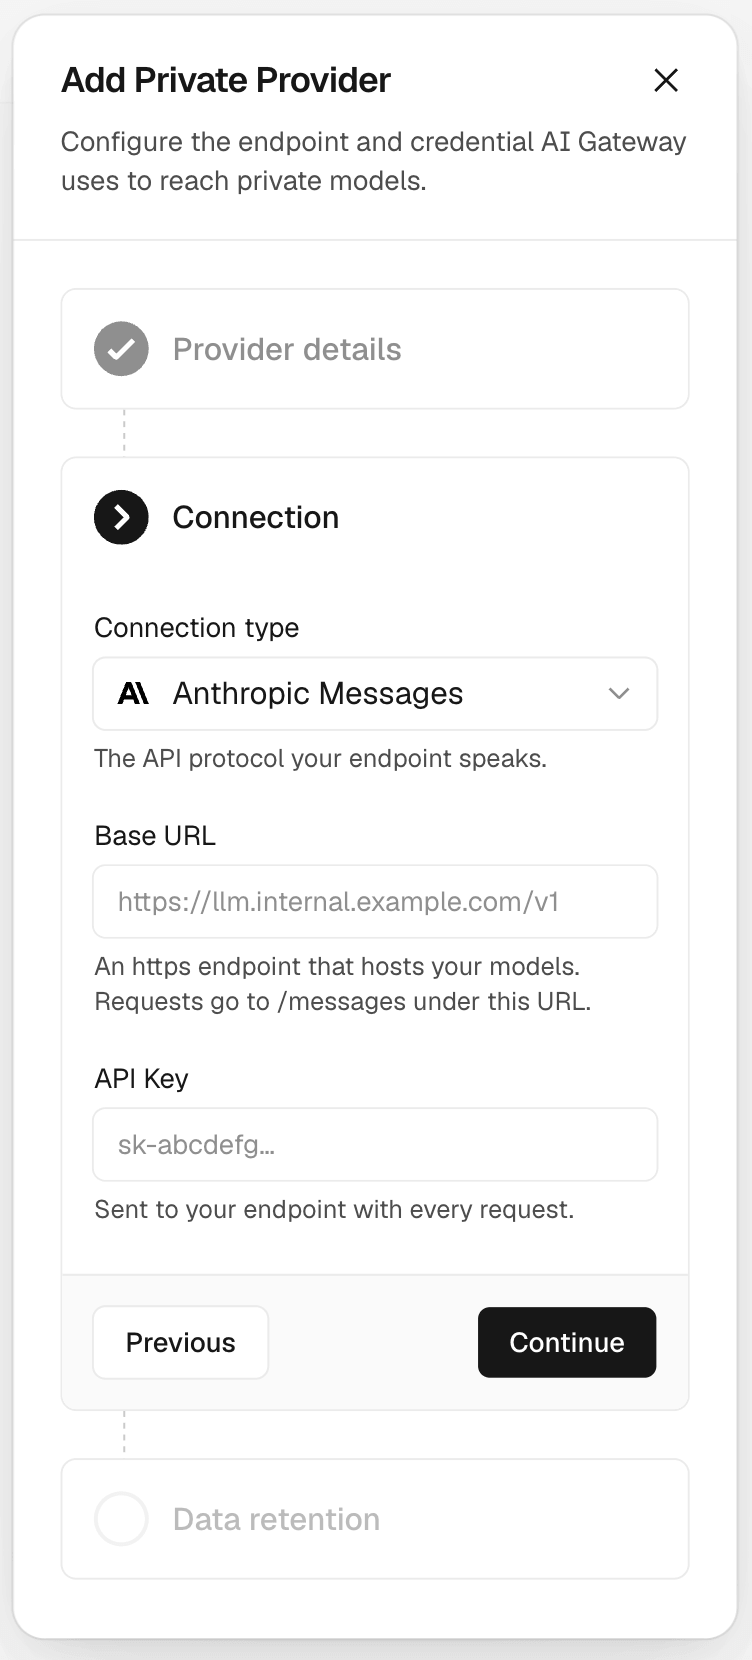 Add Private Provider
Configure the endpoint and credential AI Gateway
uses to reach private models.
Provider details
Connection
Connection type
Anthropic Messages
The API protocol your endpoint speaks.
Base URL
https://llm.internal.example.com/v1
An https endpoint that hosts your models.
Requests go to /messages under this URL.
API Key
sk-abcdefg...
Sent to your endpoint with every request.
Previous
Continue
Data retention